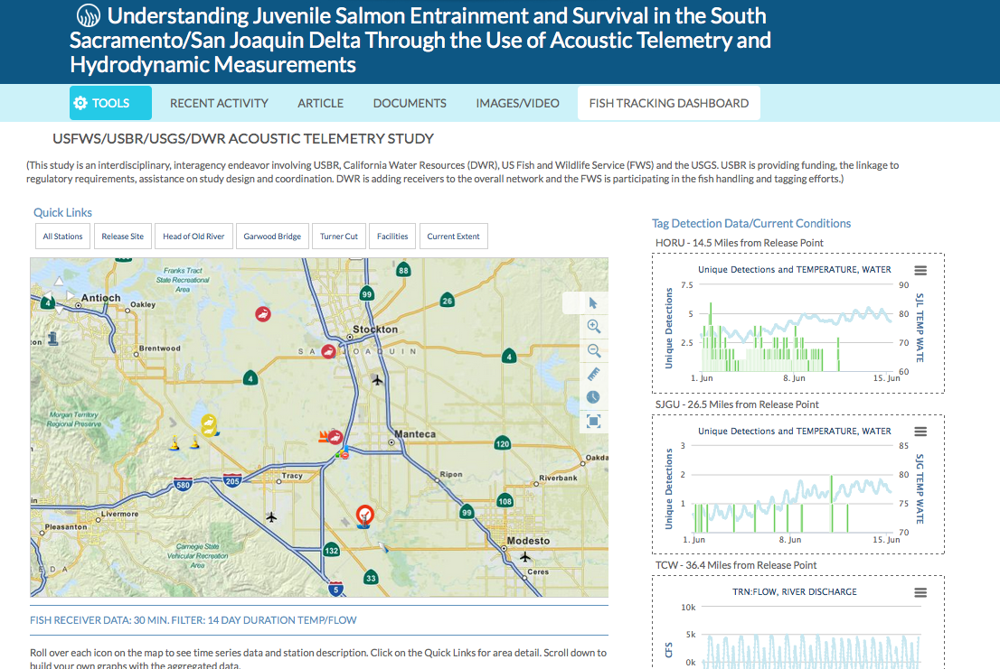 Understanding Juvenile Salmon Entrainment and Survival in the South
Sacramento/San Joaquin Delta Through the Use of Acoustic Telemetry and
Hydrodynamic Measurements
TOOLS
RECENT ACTIVITY
ARTICLE
DOCUMENTS
IMAGES/VIDEO
FISH TRACKING DASHBOARD
USFWS/USBR/USGS/DWR ACOUSTIC TELEMETRY STUDY
(This study is an interdisciplinary, interagency endeavor involving USBR, California Water Resources (DWR), US Fish and Wildlife Service (FWS) and the USGS. USBR is providing funding, the linkage to
regulatory requirements, assistance on study design and coordination. DWR is adding receivers to the overall network and the FWS is participating in the fish handling and tagging efforts.)
Quick Links
All Stations
Release Site
Head of Old River
Garwood Bridge
Turner Cut
Facilities
Current Extent
Franks Tract
State Recreational
Area
88
99
26
4
Antioch
Oakley
Stockton
ton
SAN JOAQUIN
Brentwood
4
4
Morgan Territory
Regional Preserve
Manteca
120
Oakda
205
580
Tracy
Ripon
Riverbank
in
108
Livermore
99
Pleasanton
Carnegie State
Vehicular Recreation
Area
132
Modesto
EDA
33
Ceres
5
FISH RECEIVER DATA: 30 MIN. FILTER: 14 DAY DURATION TEMP/FLOW
Roll over each icon on the map to see time series data and station description. Click on the Quick Links for area detail. Scroll down to
build your own graphs with the aggregated data.
Tag Detection Data/Current Conditions
HORU - 14.5 Miles from Release Point
Unique Detections and TEMPERATURE, WATER
Unique Detections
7.5
5
2.5
90
80
70
60
SJL TEMP WATE
1. Jun
8. Jun
15. Jun
SJGU - 26.5 Miles from Release Point
Unique Detections and TEMPERATURE, WATER
Unique Detections
3
2
1
85
80
75
70
SJG TEMP WATE
1. Jun
8. Jun
15. Jun
TCW - 36.4 Miles from Release Point
TRN:FLOW, RIVER DISCHARGE
CFS
10k
5k
0k